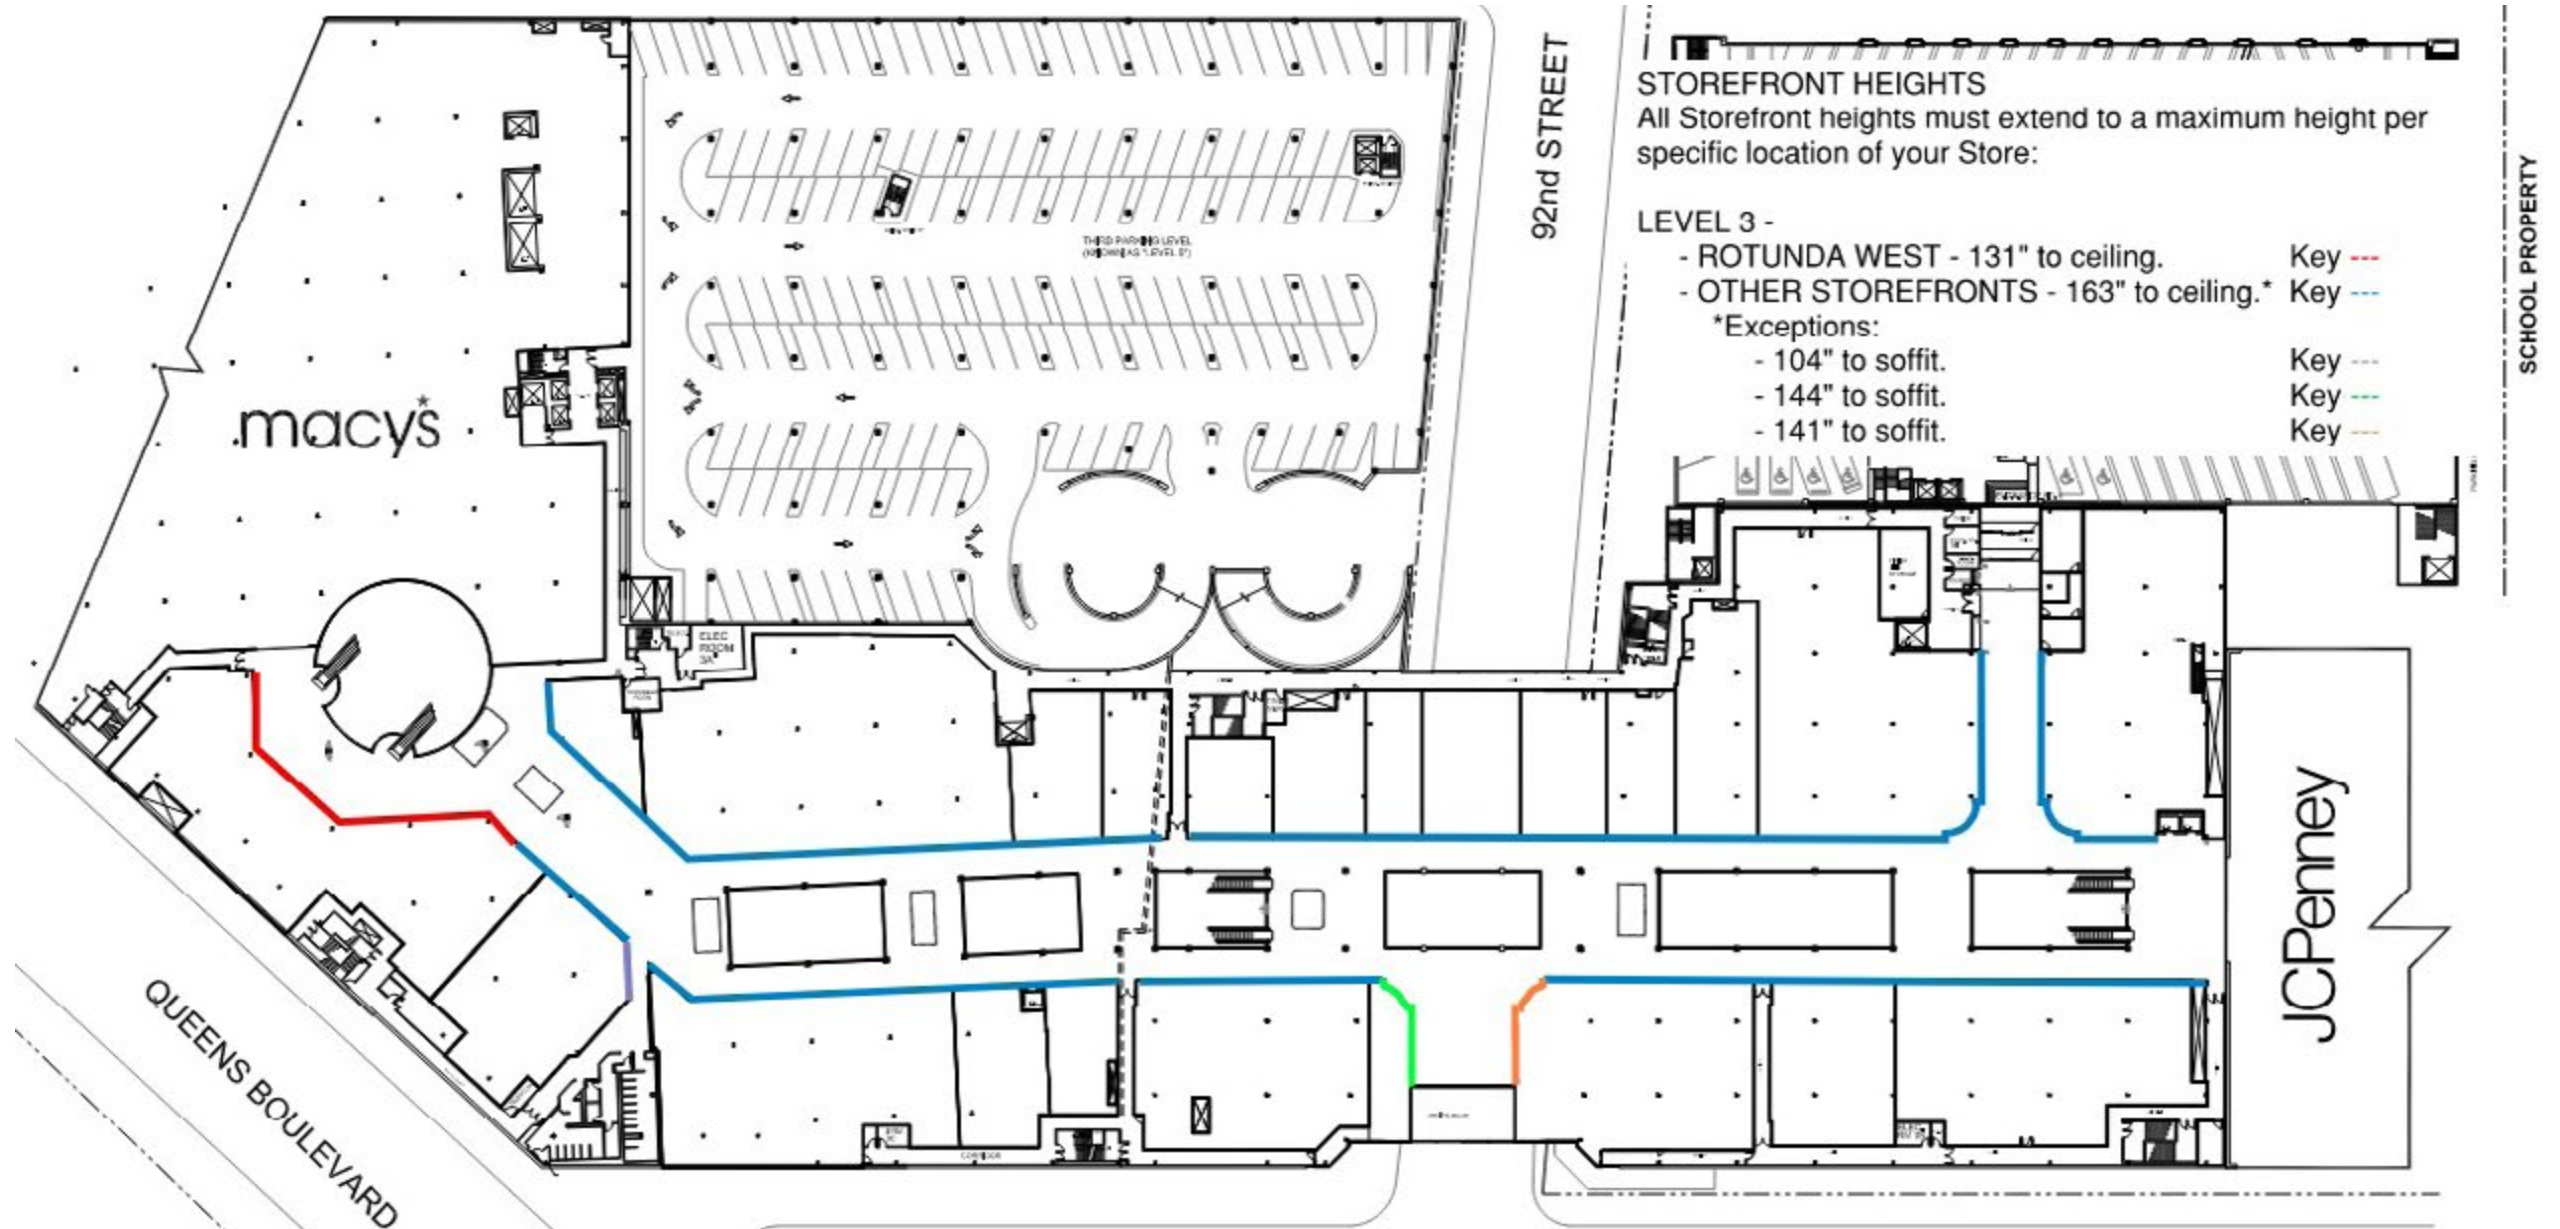 92nd STREET
STOREFRONT HEIGHTS
All Storefront heights must extend to a maximum height per
specific location of your Store:
LEVEL 3 -
- ROTUNDA WEST - 131" to ceiling. Key ---
- OTHER STOREFRONTS - 163" to ceiling.* Key ---
*Exceptions:
- 104" to soffit. Key ---
- 144" to soffit. Key ---
- 141" to soffit. Key ---
SCHOOL PROPERTY
THIRD PARKING LEVEL
macy's
ELEC
ROOM
3A
JCPenney
QUEENS BOULEVARD
CORRIDOR